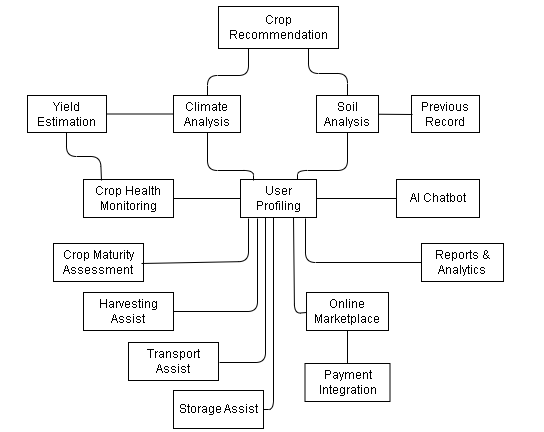 Crop
Recommendation
Yield
Estimation
Climate
Analysis
Soil
Analysis
Previous
Record
Crop Health
Monitoring
User
Profiling
AI Chatbot
Crop Maturity
Assessment
Reports &
Analytics
Harvesting
Assist
Online
Marketplace
Transport
Assist
Payment
Integration
Storage Assist